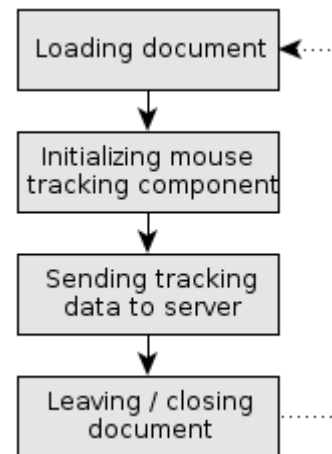 Loading document
Initializing mouse
tracking component
Sending tracking
data to server
Leaving / closing
document